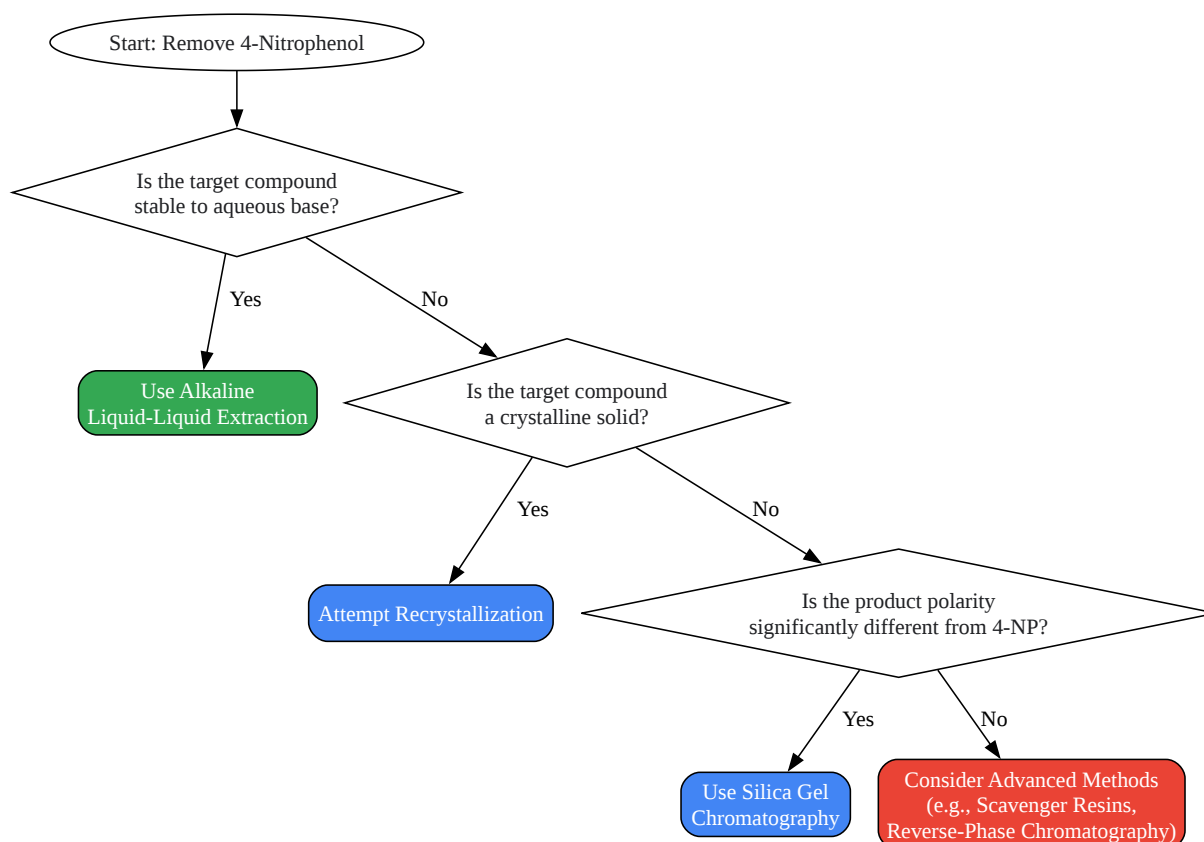 Start: Remove 4-Nitrophenol
Is the target compound
stable to aqueous base?
Yes
No
Use Alkaline
Liquid-Liquid Extraction
Is the target compound
a crystalline solid?
Yes
No
Attempt Recrystallization
Is the product polarity
significantly different from 4-NP?
Yes
No
Use Silica Gel
Chromatography
Consider Advanced Methods
(e.g., Scavenger Resins,
Reverse-Phase Chromatography)